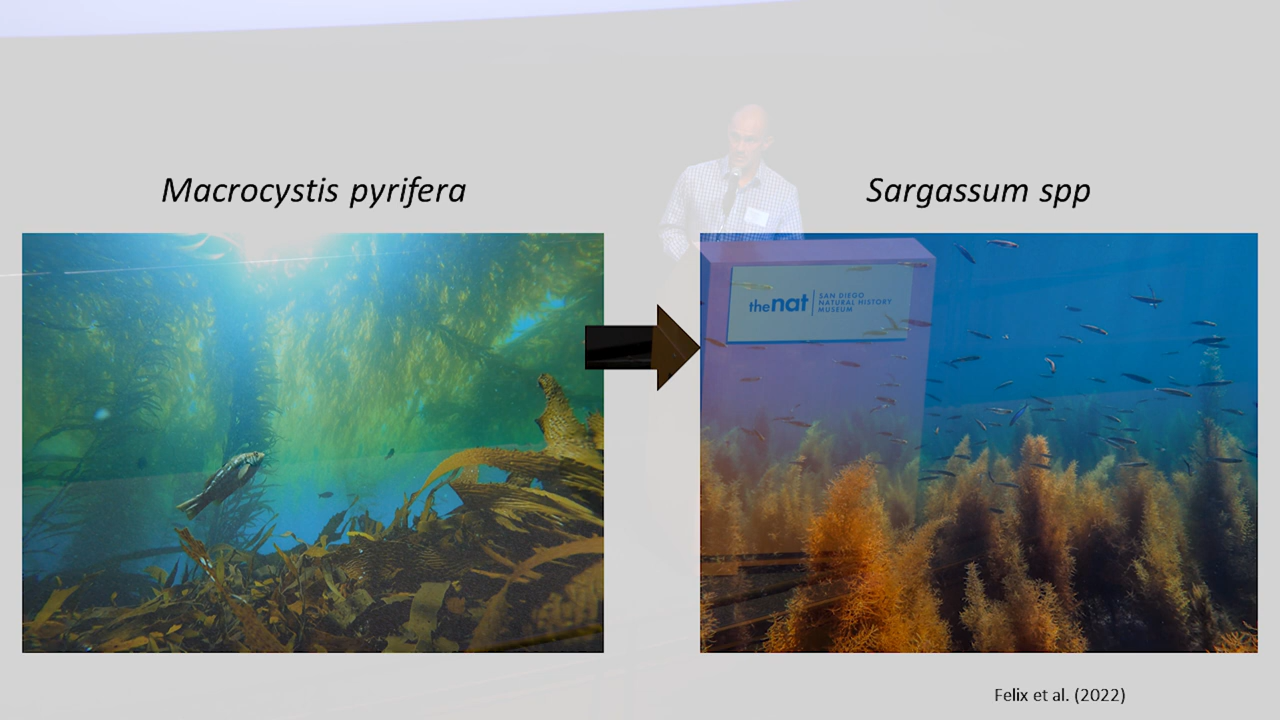 Macrocystis pyrifera
Sargassum spp
thenat
SAN DIEGO
NATURAL HISTORY
MUSEUM
Felix et al. (2022)